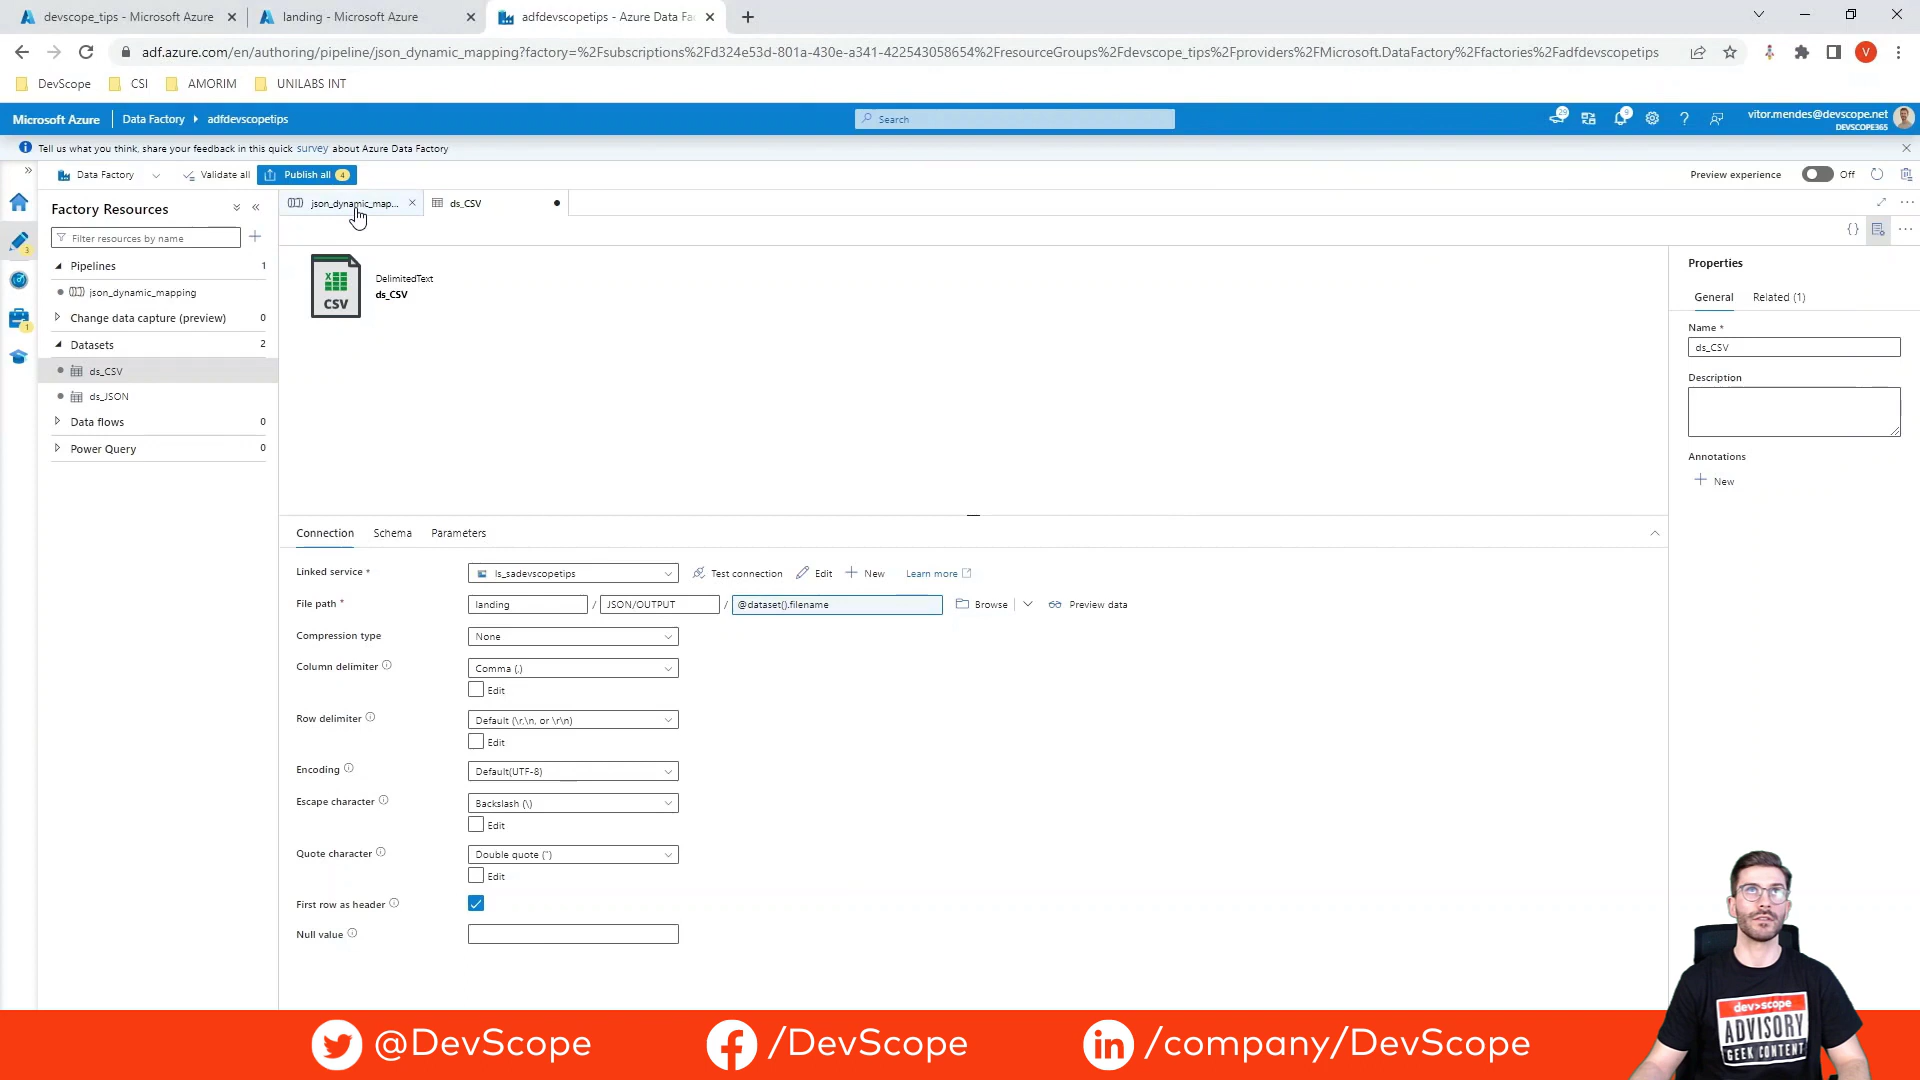 devscope_tips - Microsoft Azure
landing - Microsoft Azure
adfdevscopetips - Azure Data Fa
adf.azure.com/en/authoring/pipeline/json_dynamic_mapping?factory=%2Fsubscriptions%2Fd324e53d-801a-430e-a341-422543058654%2FresourceGroups%2Fdevscope_tips%2Fproviders%2FMicrosoft.DataFactory%2Ffactories%2Fadfdevscopetips
V
DevScope
CSI
AMORIM
UNILABS INT
Microsoft Azure
Data Factory
adfdevscopetips
Search
29
9
vitor.mendes@devscope.net
DEVSCOPE365
Tell us what you think, share your feedback in this quick survey about Azure Data Factory
Data Factory
Validate all
Publish all 4
Preview experience
Off
Factory Resources
json_dynamic_map...
ds_CSV
Filter resources by name
3
Pipelines 1
json_dynamic_mapping
Change data capture (preview) 0
1
Datasets 2
ds_CSV
ds_JSON
Data flows 0
Power Query 0
CSV
DelimitedText
ds_CSV
Properties
General
Related (1)
Name *
ds_CSV
Description
Annotations
New
Connection
Schema
Parameters
Linked service *
ls_sadevscopetips
Test connection
Edit
New
Learn more
File path *
landing / JSON/OUTPUT / @dataset().filename
Browse
Preview data
Compression type
None
Column delimiter
Comma (,)
Edit
Row delimiter
Default (\r,\n, or \r\n)
Edit
Encoding
Default(UTF-8)
Escape character
Backslash (\)
Edit
Quote character
Double quote (")
Edit
First row as header
Null value
dev>scope
ADVISORY
GEEK CONTENT
@DevScope
/DevScope
/company/DevScope